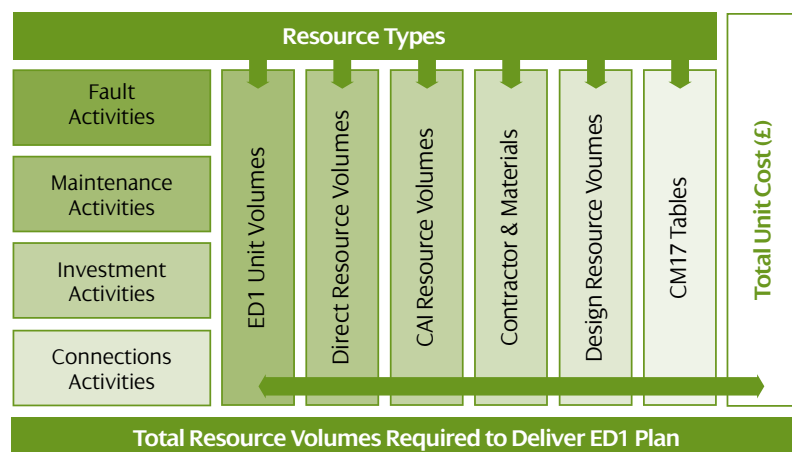 Resource Types
Fault
Activities
Maintenance
Activities
Investment
Activities
Connections
Activities
ED1 Unit Volumes
Direct Resource Volumes
CAI Resource Volumes
Contractor & Materials
Design Resource Voumes
CM17 Tables
Total Unit Cost (£)
Total Resource Volumes Required to Deliver ED1 Plan